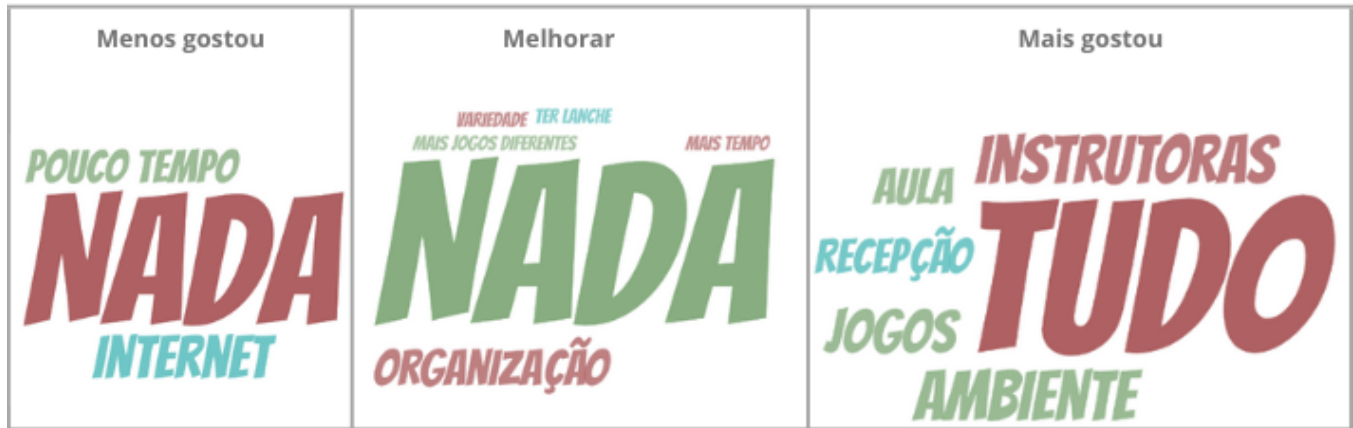 Menos gostou
POUCO TEMPO
NADA
INTERNET
Melhorar
VARIEDADE TER LANCHE
MAIS JOGOS DIFERENTES
MAIS TEMPO
NADA
ORGANIZAÇÃO
Mais gostou
INSTRUTORAS
AULA
TUDO
RECEPÇÃO
JOGOS
AMBIENTE